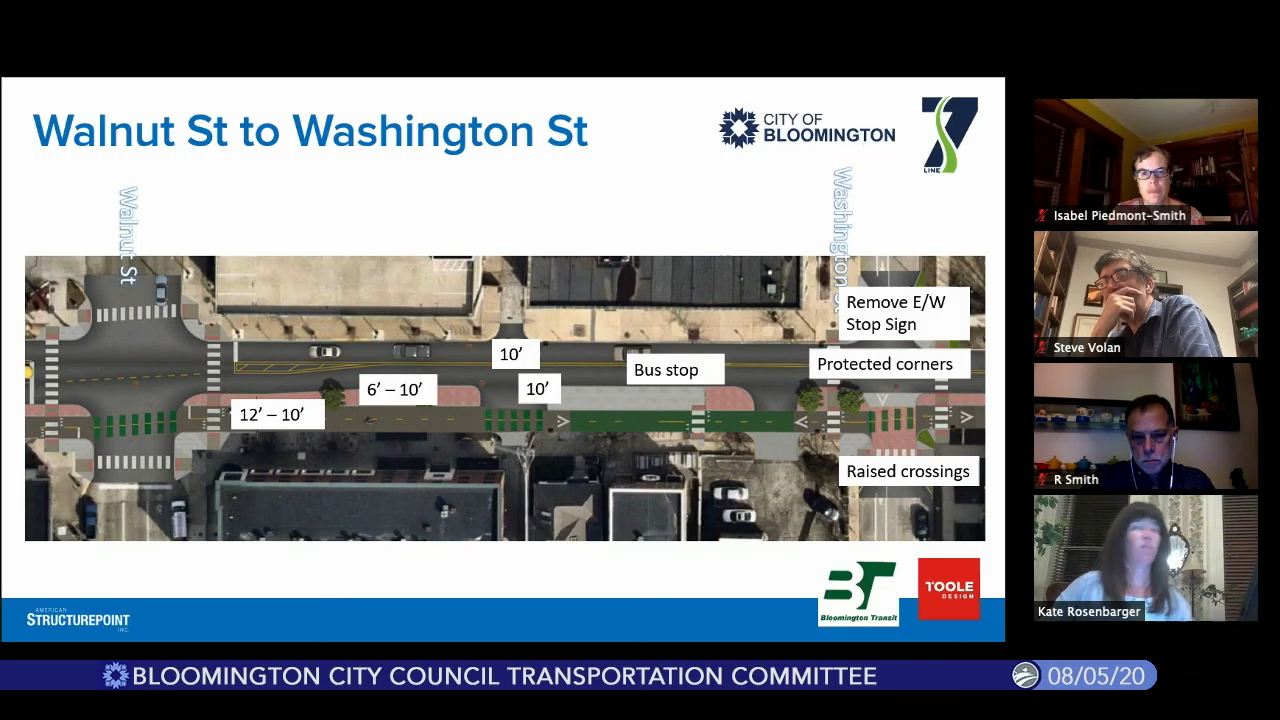 Walnut St to Washington St
CITY OF
BLOOMINGTON
7
LINE
Walnut St
Washington St
Remove E/W
Stop Sign
10'
Bus stop
Protected corners
6' – 10'
10'
12' – 10'
Raised crossings
AMERICAN
STRUCTUREPOINT
INC.
BT
Bloomington Transit
TOOLE
DESIGN
Isabel Piedmont-Smith
Steve Volan
R Smith
Kate Rosenbarger
BLOOMINGTON CITY COUNCIL TRANSPORTATION COMMITTEE
08/05/20